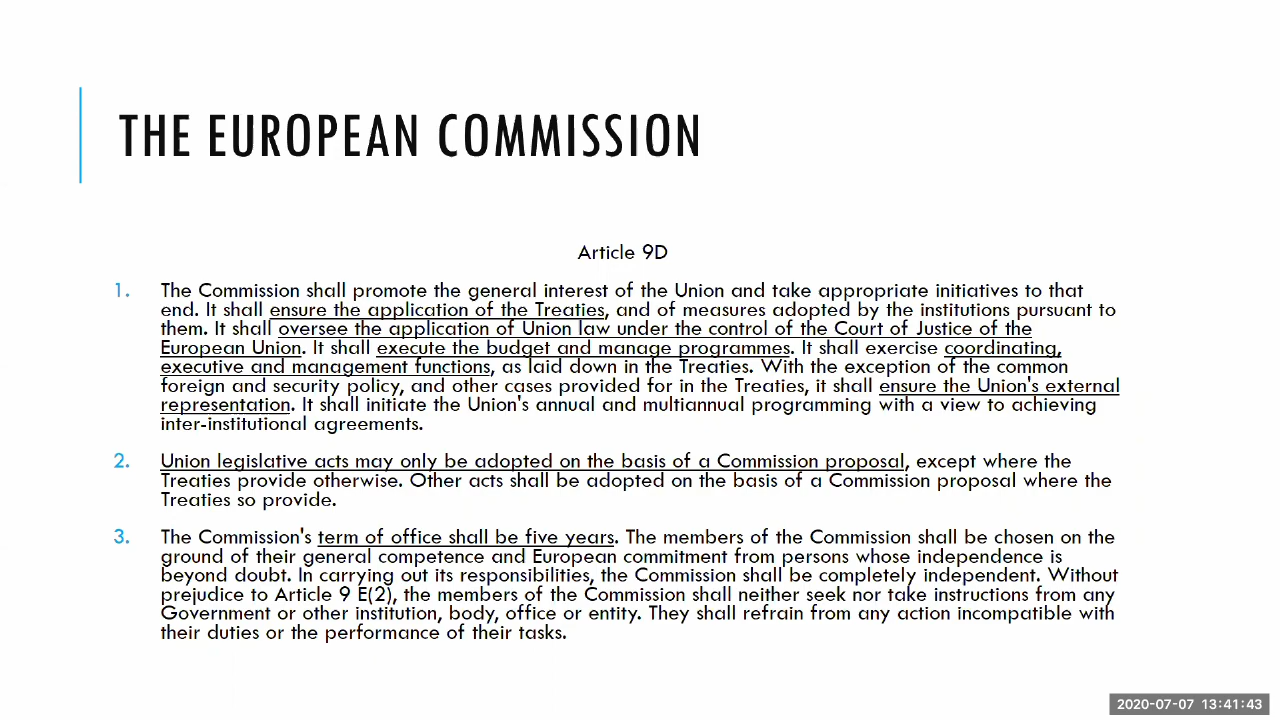 THE EUROPEAN COMMISSION
Article 9D
1. The Commission shall promote the general interest of the Union and take appropriate initiatives to that
end. It shall ensure the application of the Treaties, and of measures adopted by the institutions pursuant to
them. It shall oversee the application of Union law under the control of the Court of Justice of the
European Union. It shall execute the budget and manage programmes. It shall exercise coordinating,
executive and management functions, as laid down in the Treaties. With the exception of the common
foreign and security policy, and other cases provided for in the Treaties, it shall ensure the Union's external
representation. It shall initiate the Union's annual and multiannual programming with a view to achieving
inter-institutional agreements.
2. Union legislative acts may only be adopted on the basis of a Commission proposal, except where the
Treaties provide otherwise. Other acts shall be adopted on the basis of a Commission proposal where the
Treaties so provide.
3. The Commission's term of office shall be five years. The members of the Commission shall be chosen on the
ground of their general competence and European commitment from persons whose independence is
beyond doubt. In carrying out its responsibilities, the Commission shall be completely independent. Without
prejudice to Article 9 E(2), the members of the Commission shall neither seek nor take instructions from any
Government or other institution, body, office or entity. They shall refrain from any action incompatible with
their duties or the performance of their tasks.
2020-07-07 13:41:43